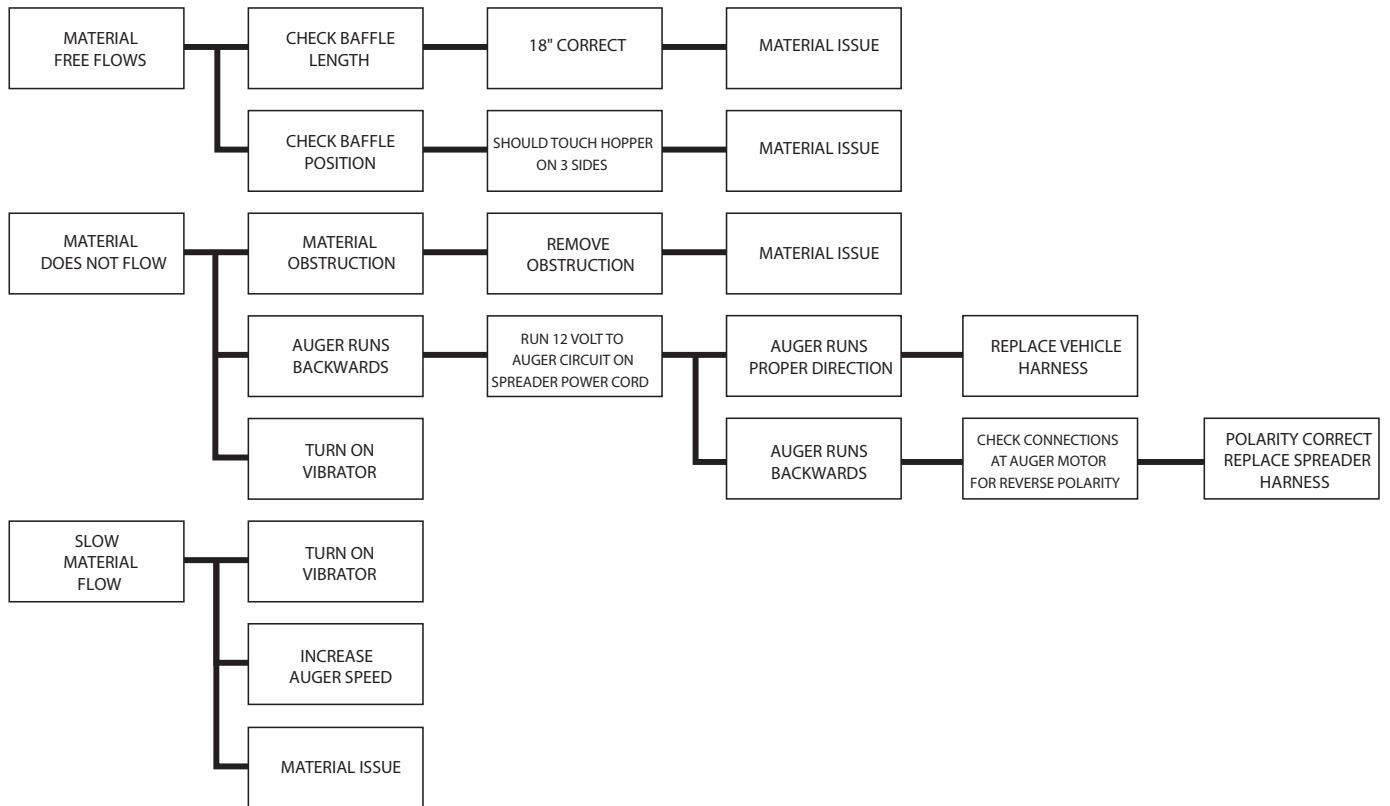 MATERIAL
FREE FLOWS
CHECK BAFFLE
LENGTH
18" CORRECT
MATERIAL ISSUE
CHECK BAFFLE
POSITION
SHOULD TOUCH HOPPER
ON 3 SIDES
MATERIAL ISSUE
MATERIAL
DOES NOT FLOW
MATERIAL
OBSTRUCTION
REMOVE
OBSTRUCTION
MATERIAL ISSUE
AUGER RUNS
BACKWARDS
RUN 12 VOLT TO
AUGER CIRCUIT ON
SPREADER POWER CORD
AUGER RUNS
PROPER DIRECTION
REPLACE VEHICLE
HARNESS
AUGER RUNS
BACKWARDS
CHECK CONNECTIONS
AT AUGER MOTOR
FOR REVERSE POLARITY
POLARITY CORRECT
REPLACE SPREADER
HARNESS
TURN ON
VIBRATOR
SLOW
MATERIAL
FLOW
TURN ON
VIBRATOR
INCREASE
AUGER SPEED
MATERIAL ISSUE